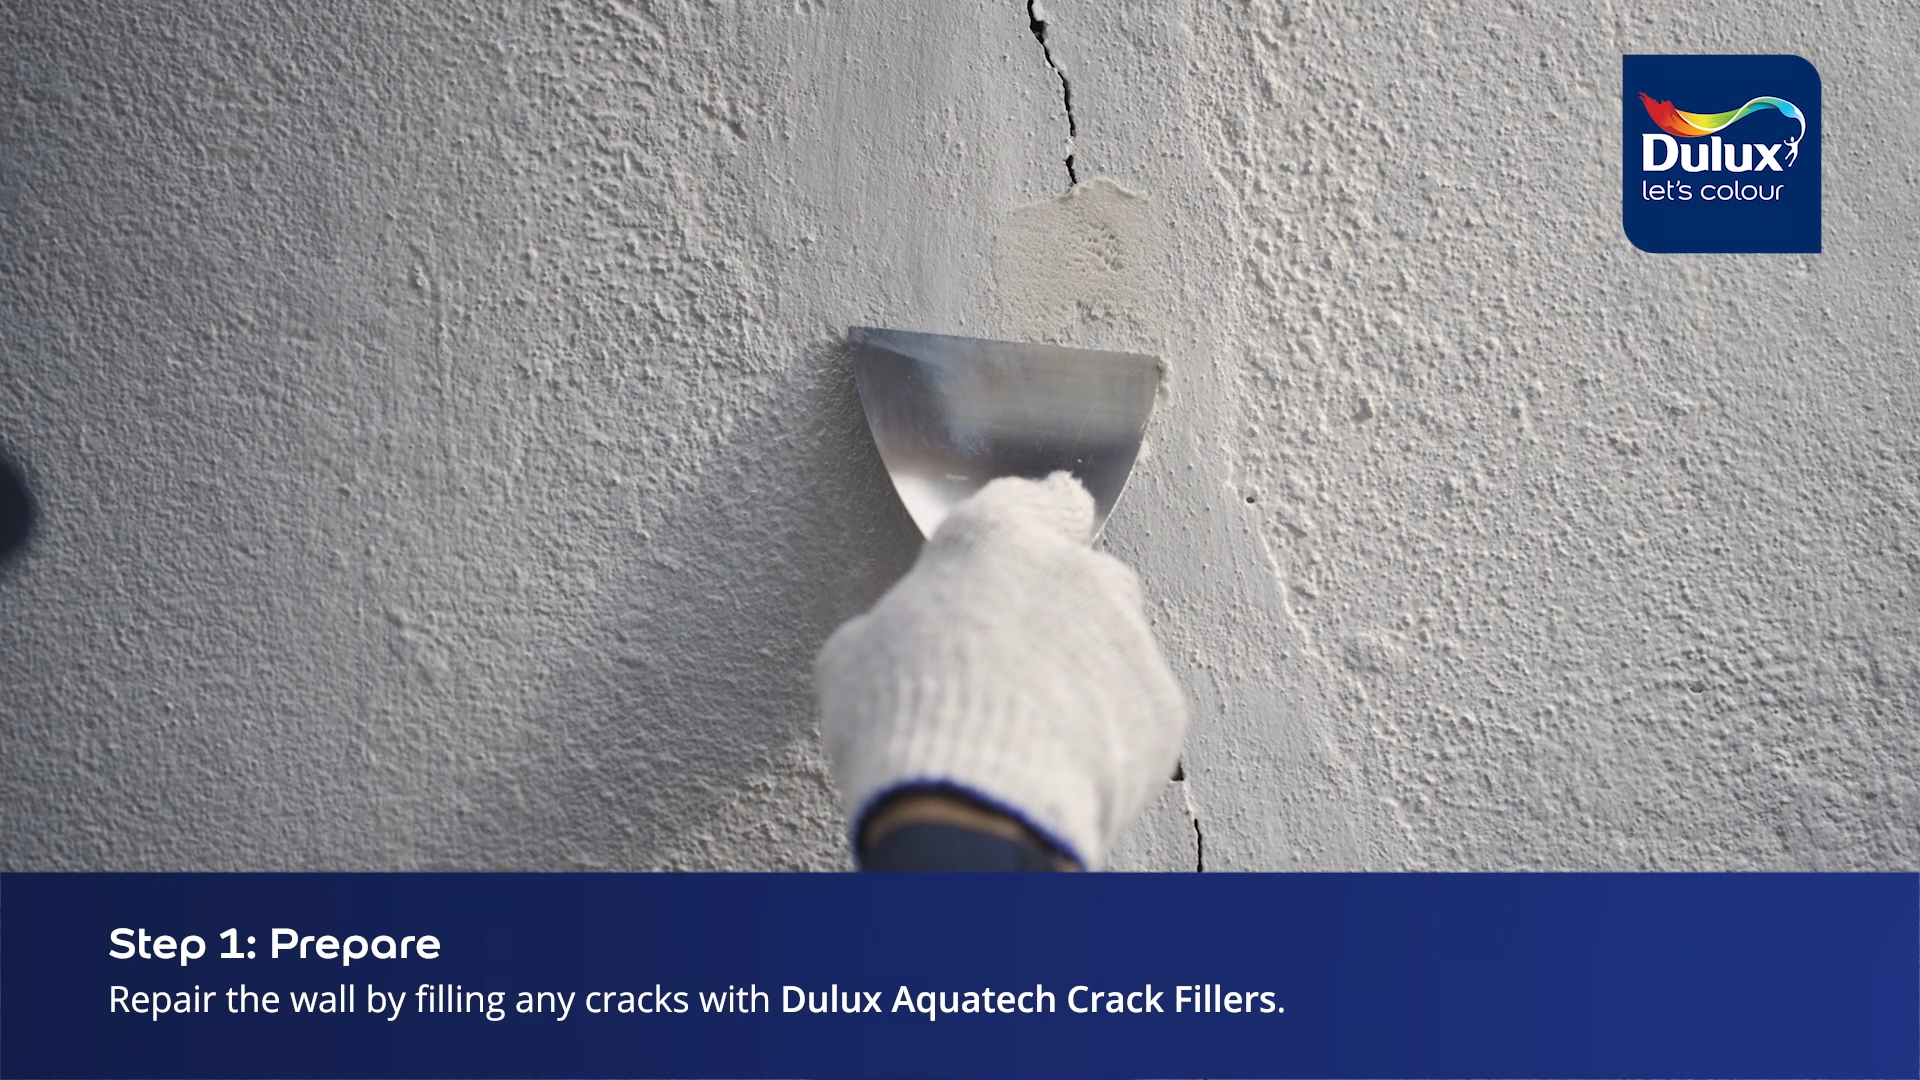 Dulux
let's colour
Step 1: Prepare
Repair the wall by filling any cracks with Dulux Aquatech Crack Fillers.